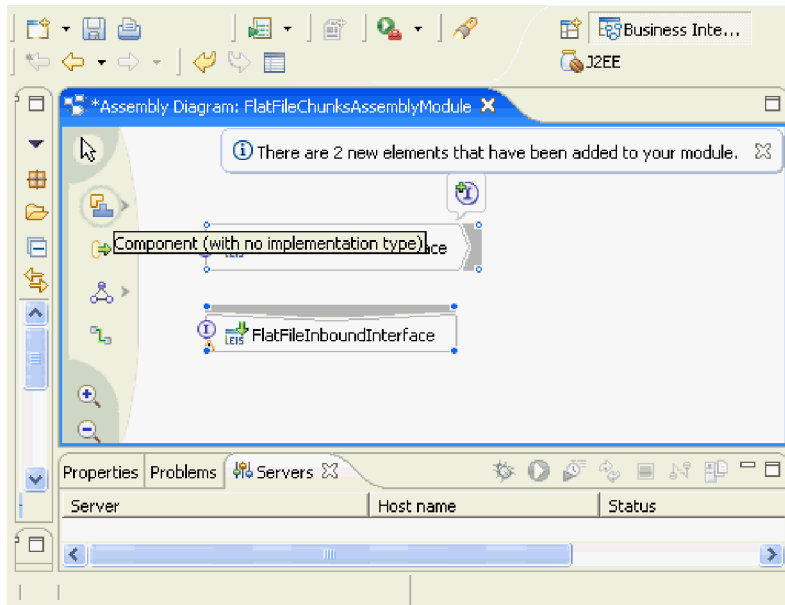 Business Inte...
J2EE
*Assembly Diagram: FlatFileChunksAssemblyModule
There are 2 new elements that have been added to your module.
Component (with no implementation type)
ace
EIS
FlatFileInboundInterface
Properties Problems Servers
Server Host name Status